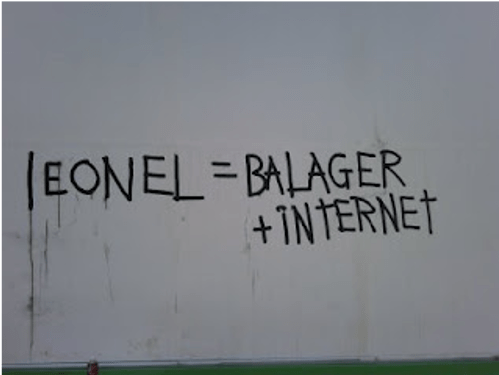 lEONEL = BALAGER
+ iNTERNET